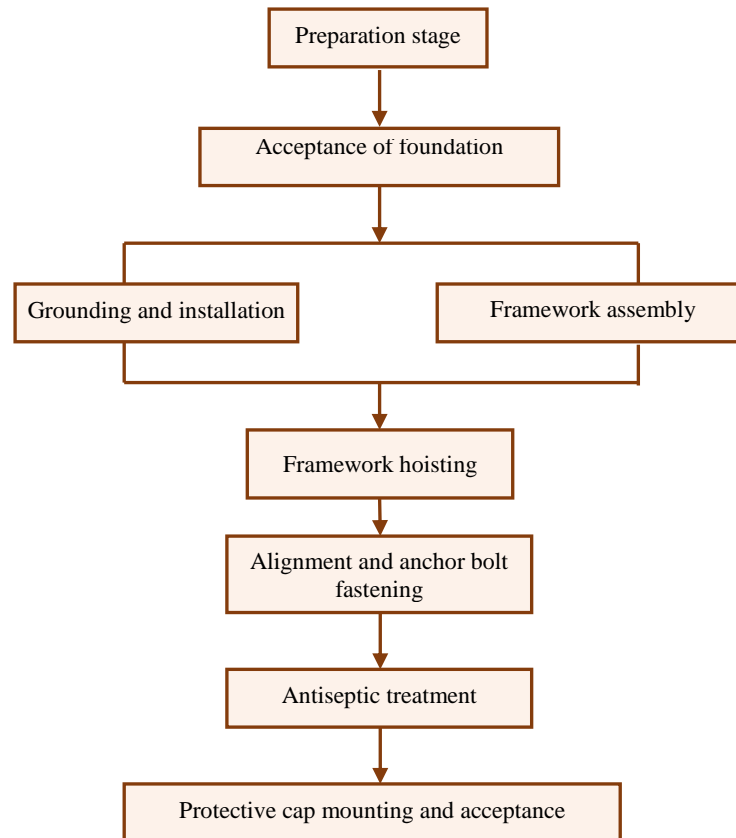 Preparation stage
Acceptance of foundation
Grounding and installation
Framework assembly
Framework hoisting
Alignment and anchor bolt
fastening
Antiseptic treatment
Protective cap mounting and acceptance